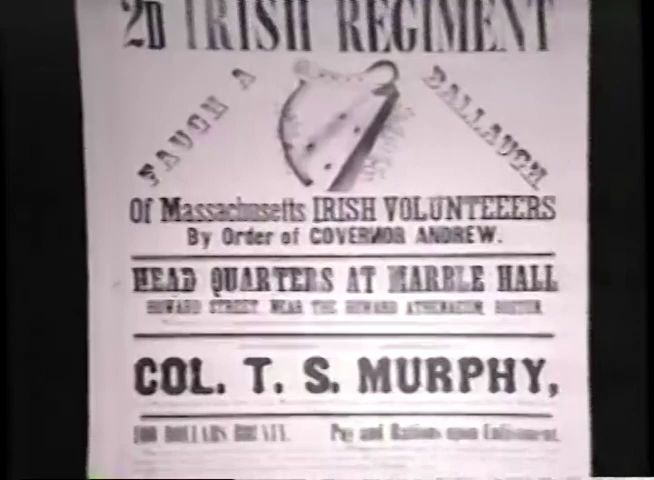 2D IRISH REGIMENT
FAUGH A BALLAUGH
Of Massachusetts IRISH VOLUNTEEERS
By Order of GOVERNOR ANDREW.
HEAD QUARTERS AT MARBLE HALL
HOWARD STREET NEAR THE HOWARD ATHENAEUM, BOSTON
COL. T. S. MURPHY,
100 DOLLARS BOUNTY. Pay and Rations upon Enlistment.